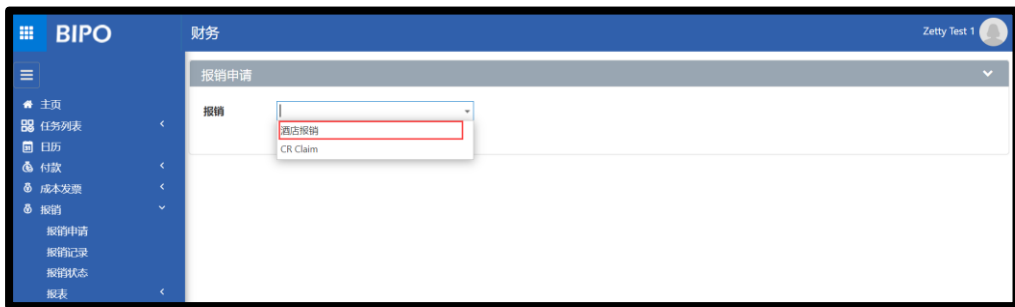 BIPO
财务
Zetty Test 1
报销申请
主页
任务列表
日历
付款
成本发票
报销
报销申请
报销记录
报销状态
报表
报销
酒店报销
CR Claim